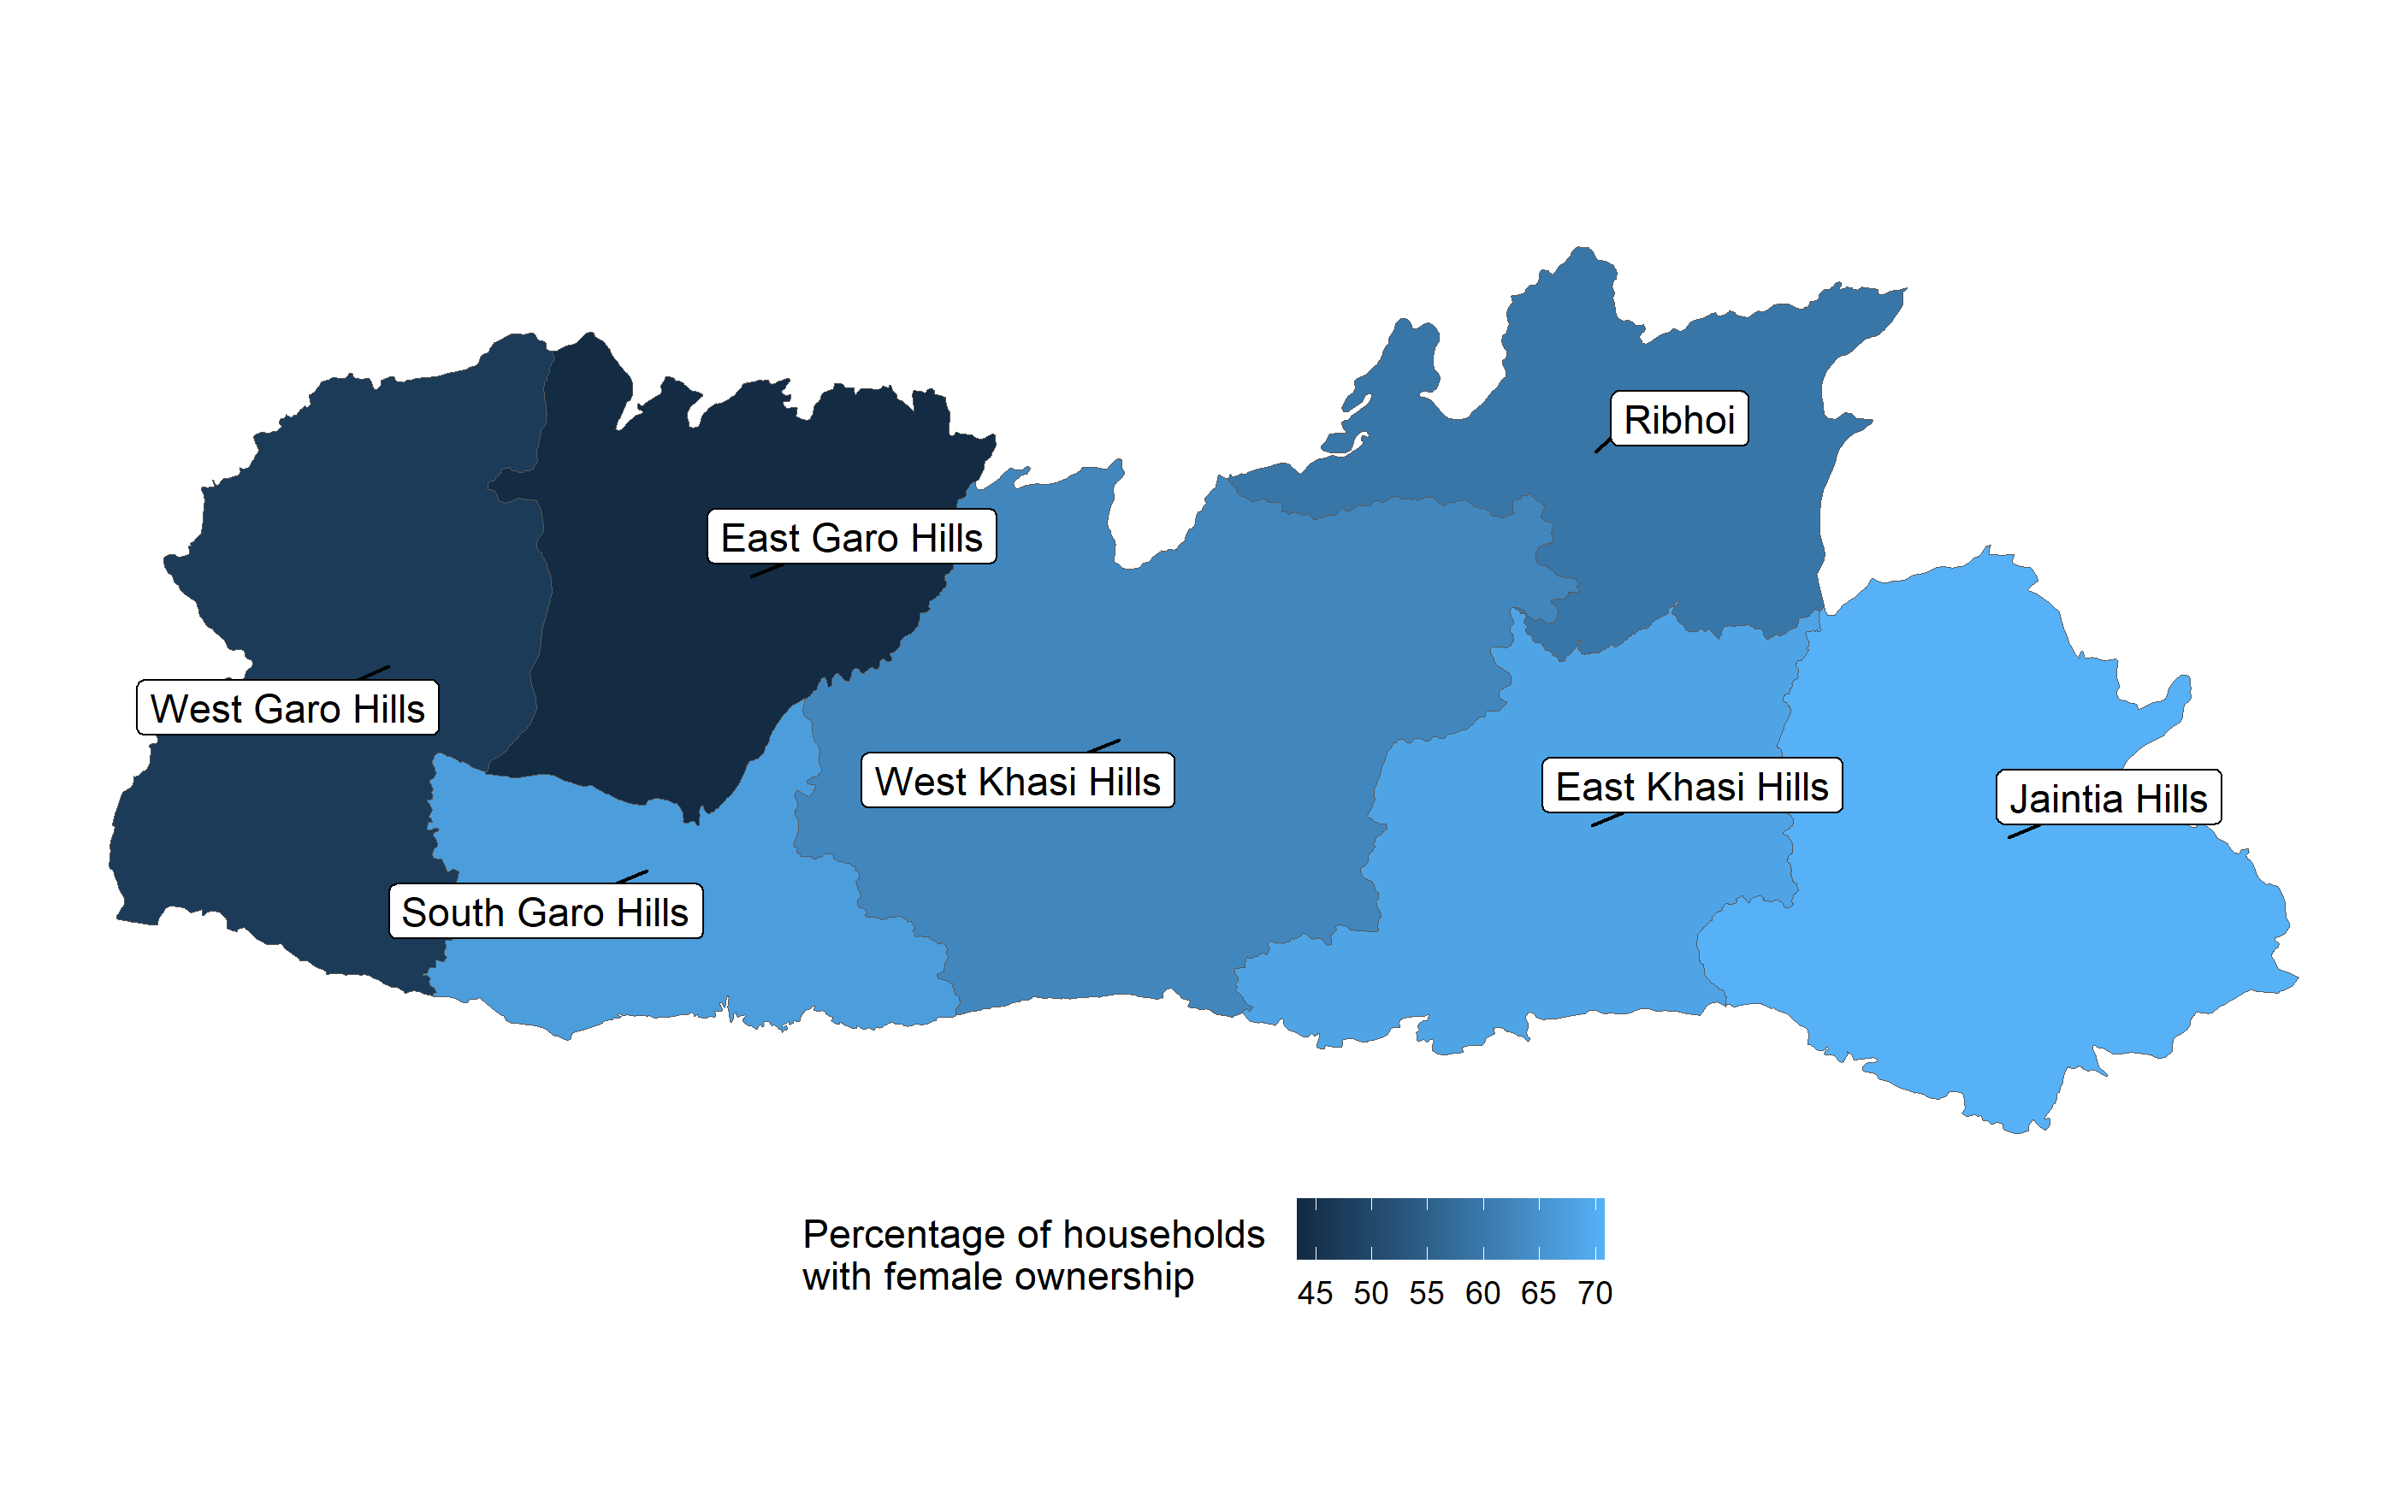 Ribhoi
East Garo Hills
West Garo Hills
West Khasi Hills
East Khasi Hills
Jaintia Hills
South Garo Hills
Percentage of households
with female ownership
45 50 55 60 65 70